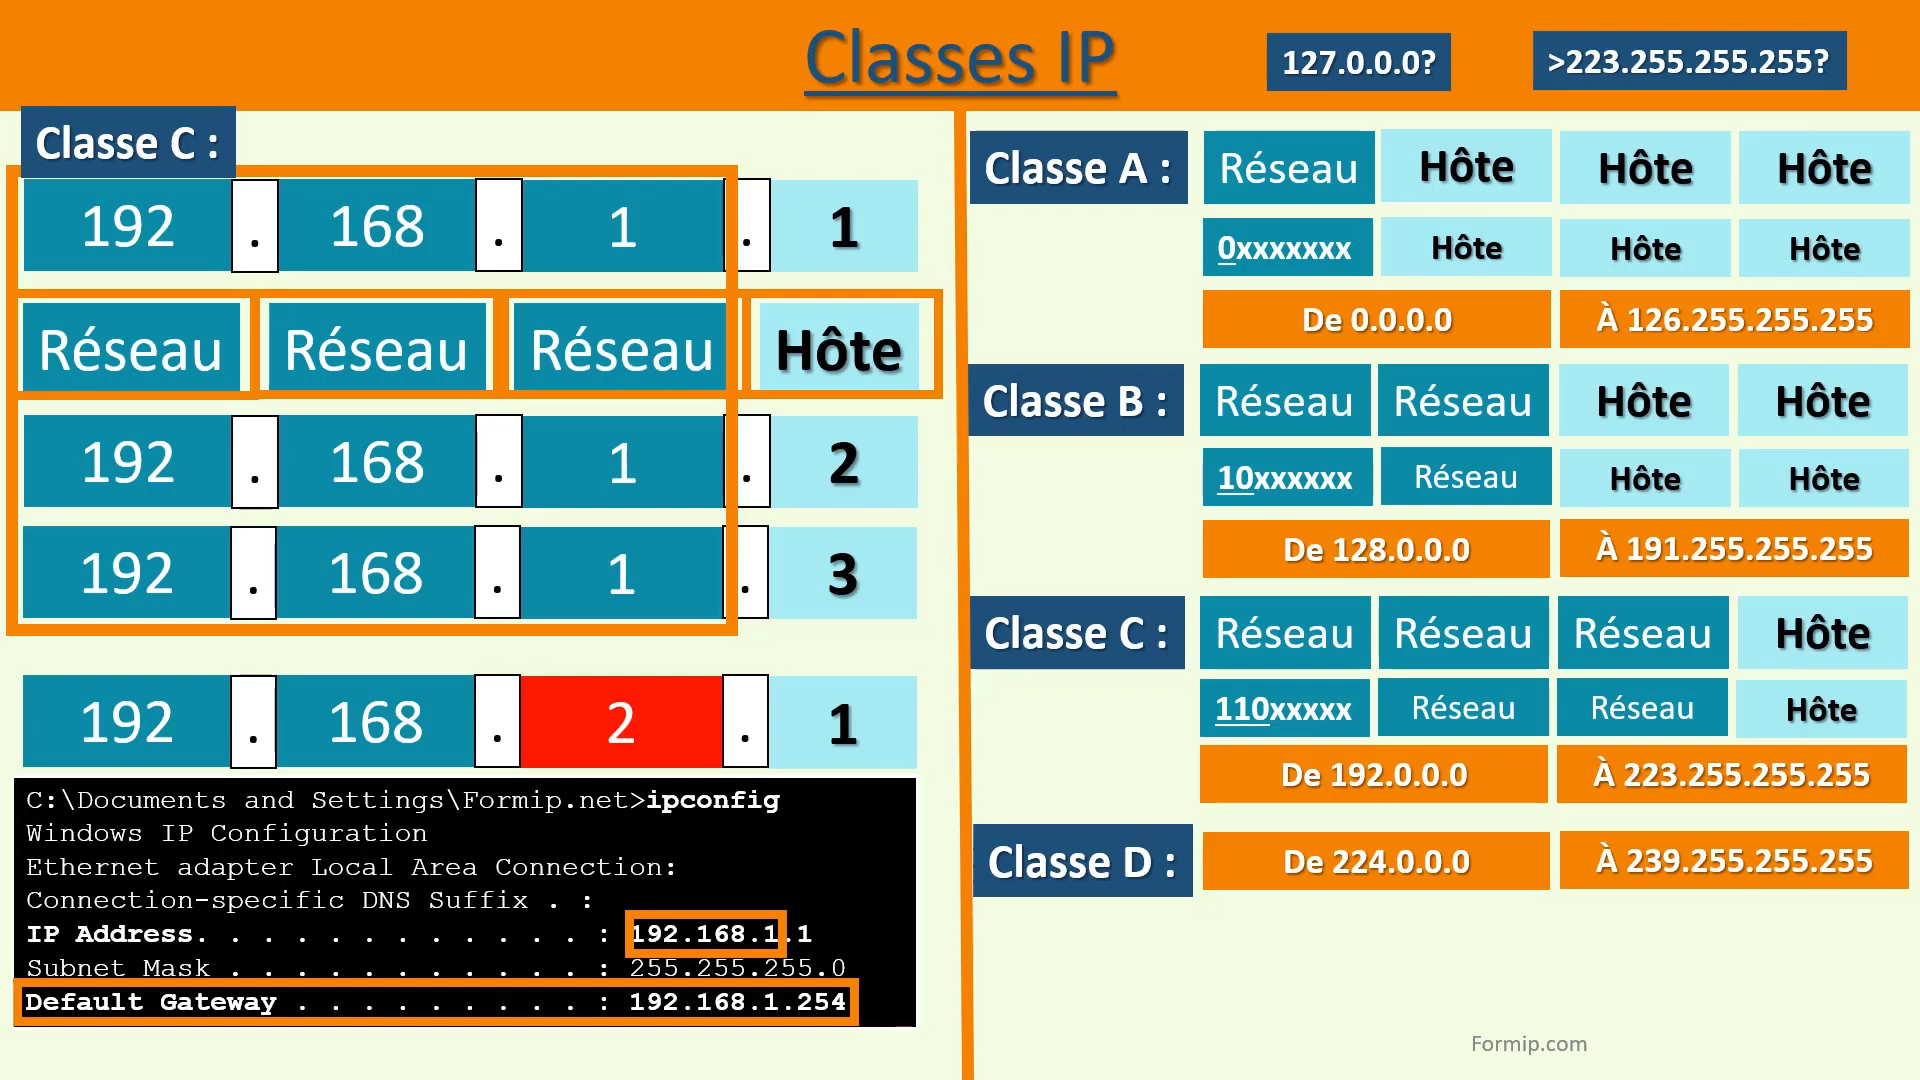 Classes IP
127.0.0.0?
>223.255.255.255?
Classe C :
192 . 168 . 1 . 1
Réseau Réseau Réseau Hôte
192 . 168 . 1 . 2
192 . 168 . 1 . 3
192 . 168 . 2 . 1
C:\Documents and Settings\Formip.net>ipconfig
Windows IP Configuration
Ethernet adapter Local Area Connection:
Connection-specific DNS Suffix . :
IP Address. . . . . . . . . . . . : 192.168.1.1
Subnet Mask . . . . . . . . . . . : 255.255.255.0
Default Gateway . . . . . . . . . : 192.168.1.254
Classe A : Réseau Hôte Hôte Hôte
0xxxxxxx Hôte Hôte Hôte
De 0.0.0.0 À 126.255.255.255
Classe B : Réseau Réseau Hôte Hôte
10xxxxxx Réseau Hôte Hôte
De 128.0.0.0 À 191.255.255.255
Classe C : Réseau Réseau Réseau Hôte
110xxxxx Réseau Réseau Hôte
De 192.0.0.0 À 223.255.255.255
Classe D : De 224.0.0.0 À 239.255.255.255
Formip.com